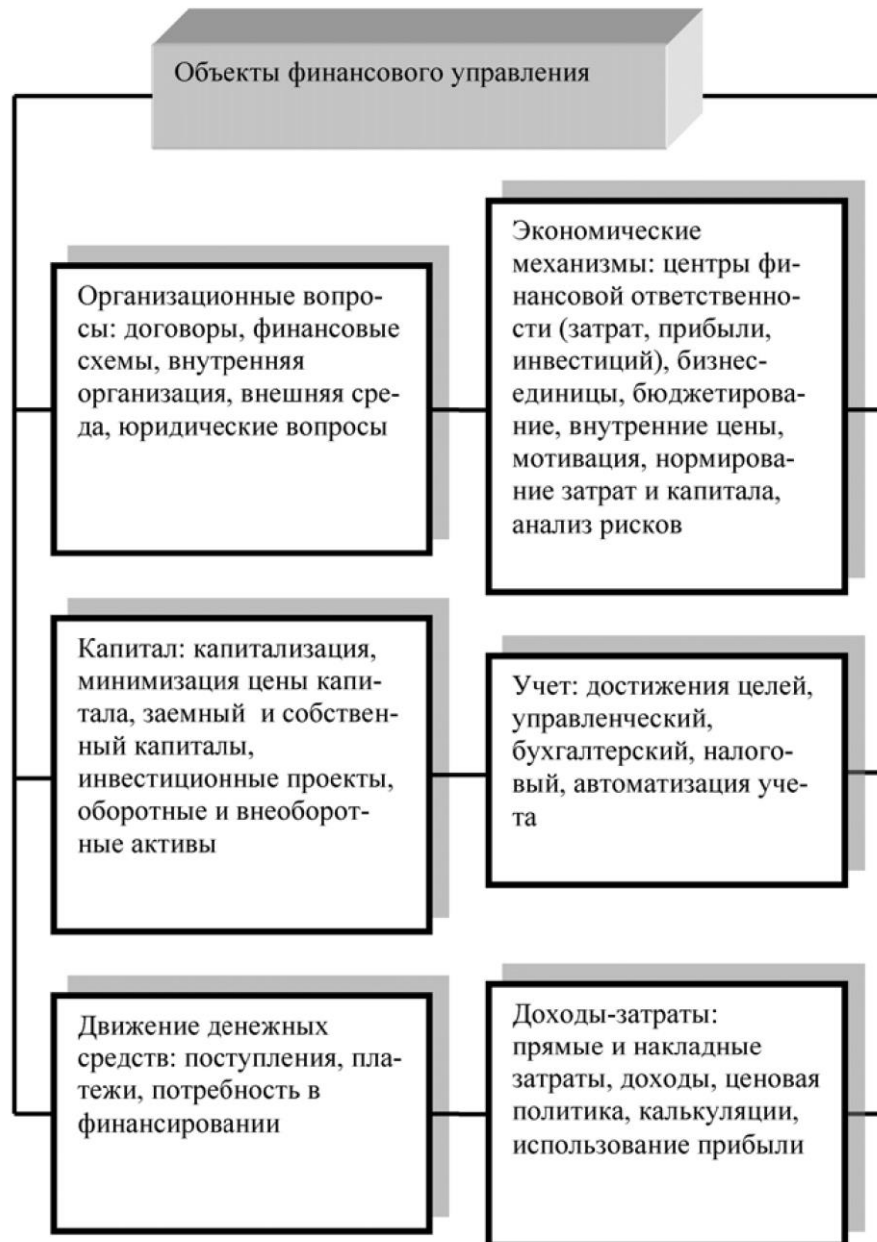 Объекты финансового управления
Организационные вопро-
сы: договоры, финансовые
схемы, внутренняя
организация, внешняя сре-
да, юридические вопросы
Экономические
механизмы: центры фи-
нансовой ответственно-
сти (затрат, прибыли,
инвестиций), бизнес-
единицы, бюджетирова-
ние, внутренние цены,
мотивация, нормирова-
ние затрат и капитала,
анализ рисков
Капитал: капитализация,
минимизация цены капи-
тала, заемный и собствен-
ный капиталы,
инвестиционные проекты,
оборотные и внеоборот-
ные активы
Учет: достижения целей,
управленческий,
бухгалтерский, налого-
вый, автоматизация уче-
та
Движение денежных
средств: поступления, пла-
тежи, потребность в
финансировании
Доходы-затраты:
прямые и накладные
затраты, доходы, ценовая
политика, калькуляции,
использование прибыли